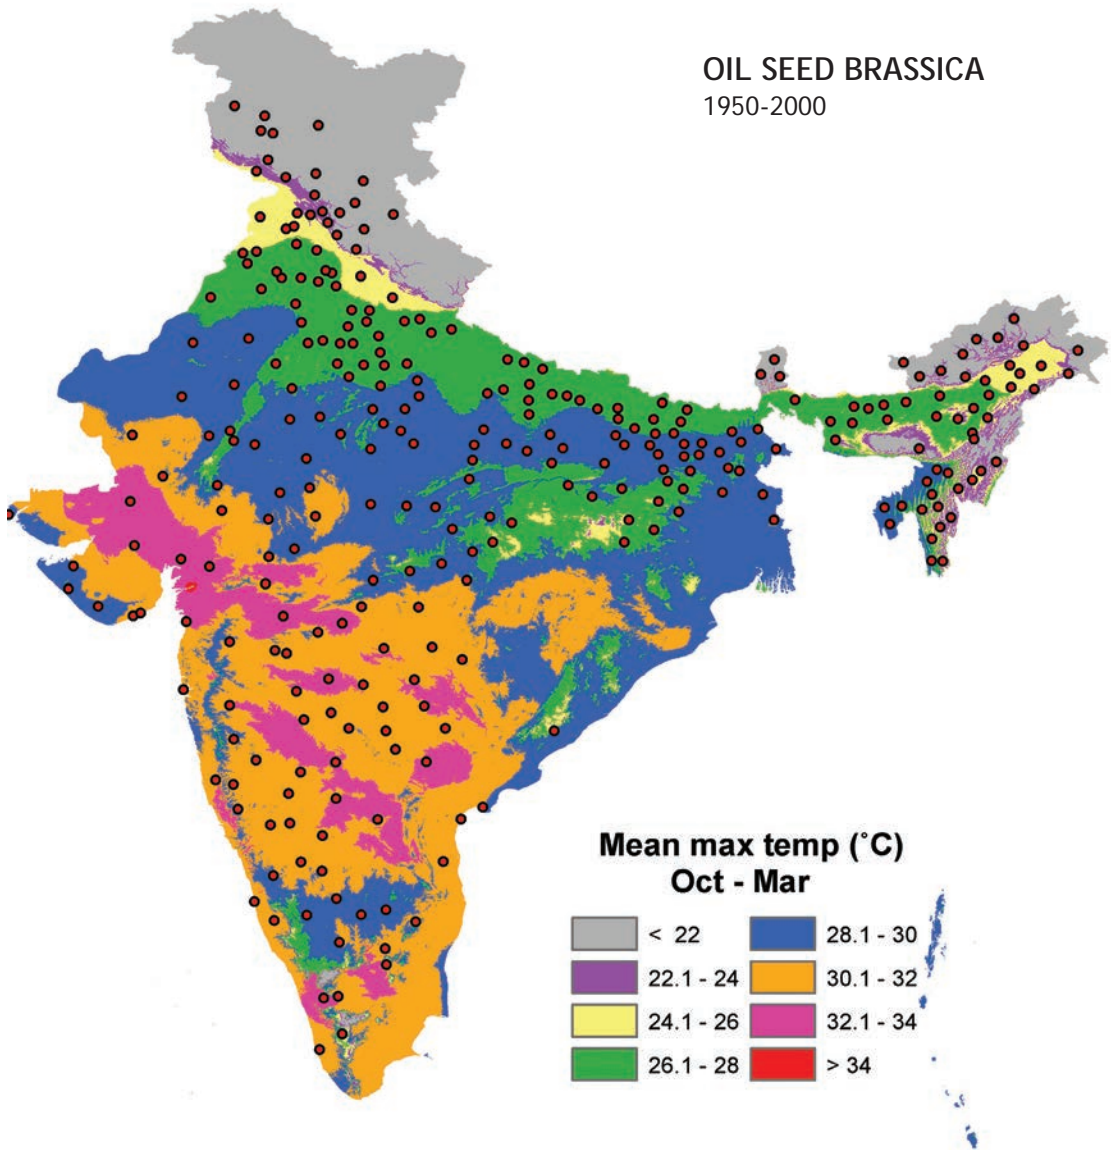 OIL SEED BRASSICA
1950-2000
Mean max temp (˚C)
Oct - Mar
< 22
22.1 - 24
24.1 - 26
26.1 - 28
28.1 - 30
30.1 - 32
32.1 - 34
> 34